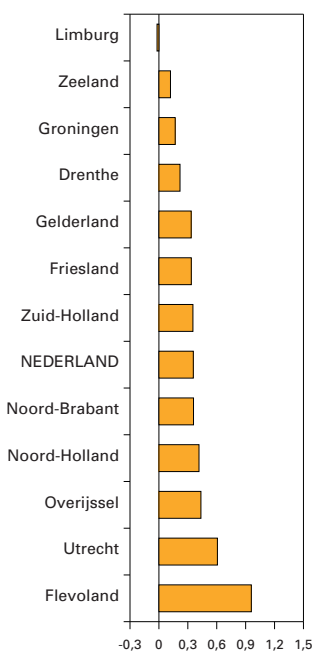 Limburg
Zeeland
Groningen
Drenthe
Gelderland
Friesland
Zuid-Holland
NEDERLAND
Noord-Brabant
Noord-Holland
Overijssel
Utrecht
Flevoland
-0,3 0 0,3 0,6 0,9 1,2 1,5